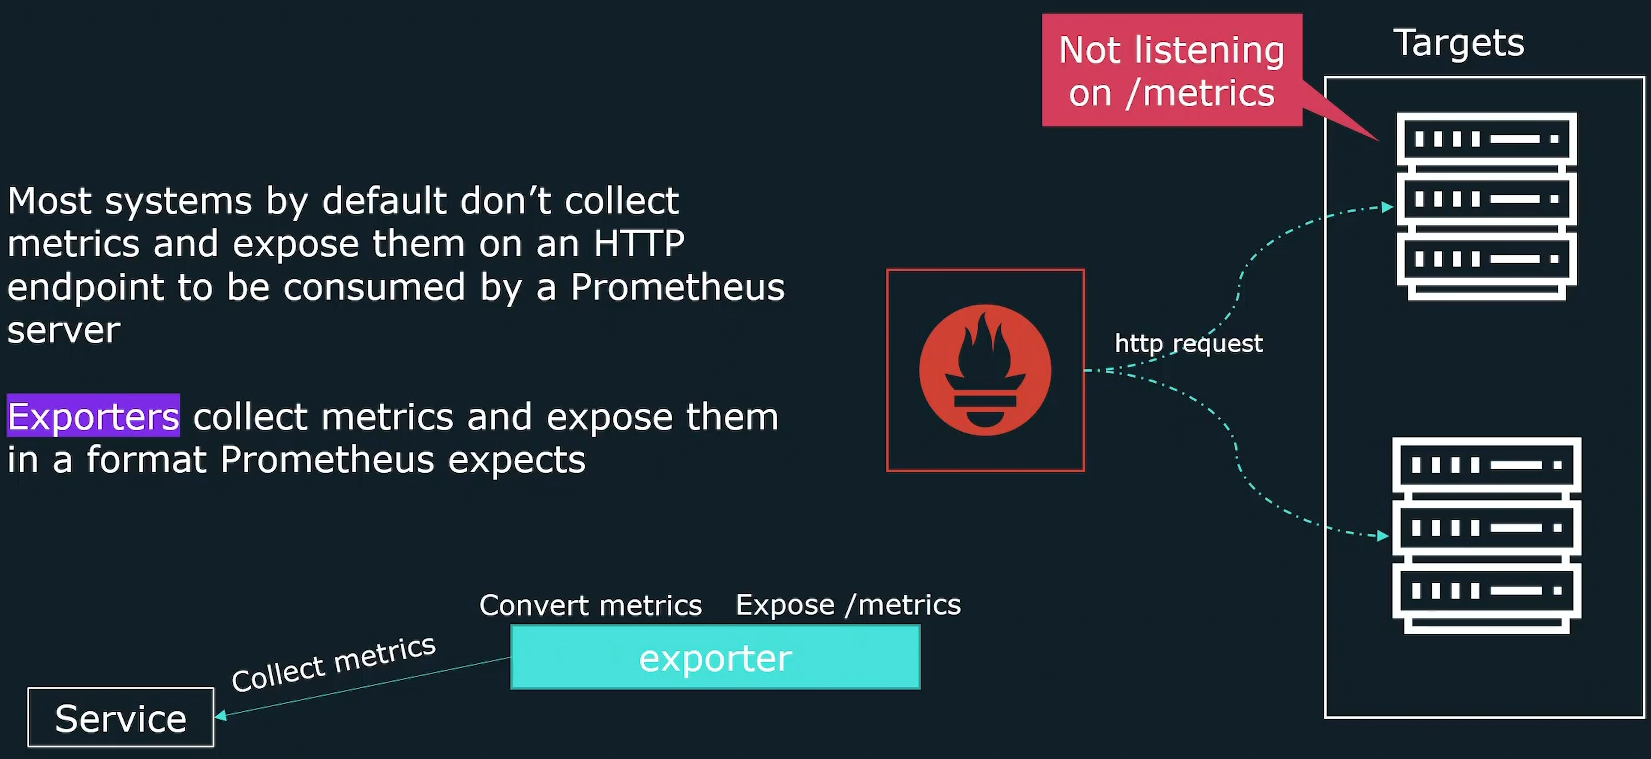 Not listening
on /metrics
Targets
Most systems by default don’t collect
metrics and expose them on an HTTP
endpoint to be consumed by a Prometheus
server
http request
Exporters collect metrics and expose them
in a format Prometheus expects
Convert metrics
Expose /metrics
exporter
Collect metrics
Service